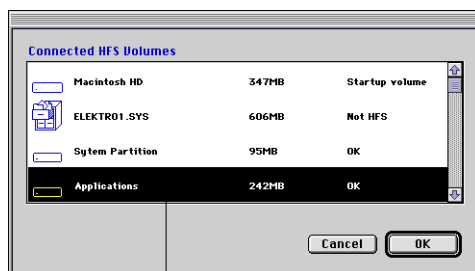 Connected HFS Volumes
Macintosh HD 347MB Startup volume
ELEKTRO1.SYS 606MB Not HFS
Sytem Partition 95MB OK
Applications 242MB OK
Cancel OK